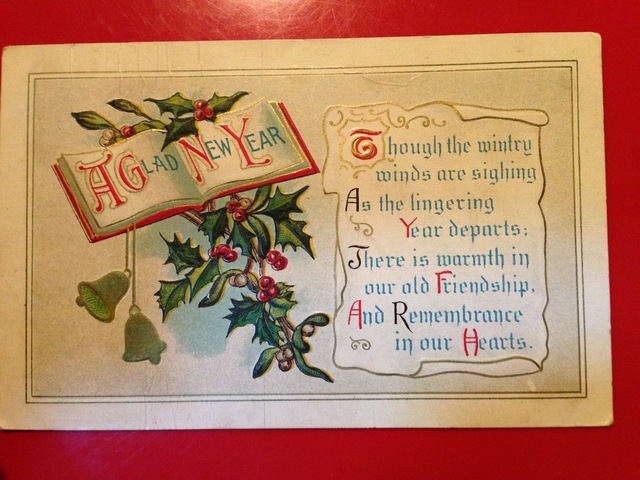 A GLAD NEW YEAR
Though the wintry
winds are sighing
As the lingering
Year departs;
There is warmth in
our old Friendship,
And Remembrance
in our Hearts.